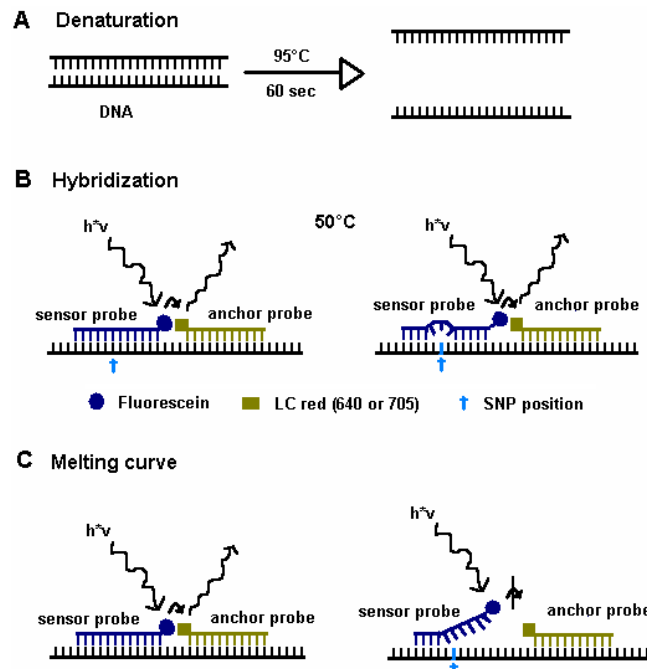 A Denaturation
95°C
60 sec
DNA
B Hybridization
h*v
50°C
h*v
sensor probe anchor probe
sensor probe anchor probe
Fluorescein
LC red (640 or 705)
SNP position
C Melting curve
h*v
h*v
sensor probe anchor probe
sensor probe anchor probe